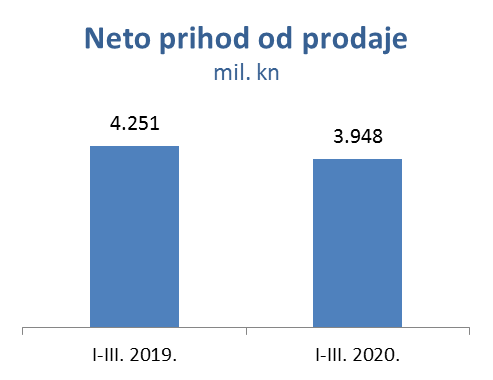 Neto prihod od prodaje
mil. kn
4.251
3.948
I-III. 2019.
I-III. 2020.